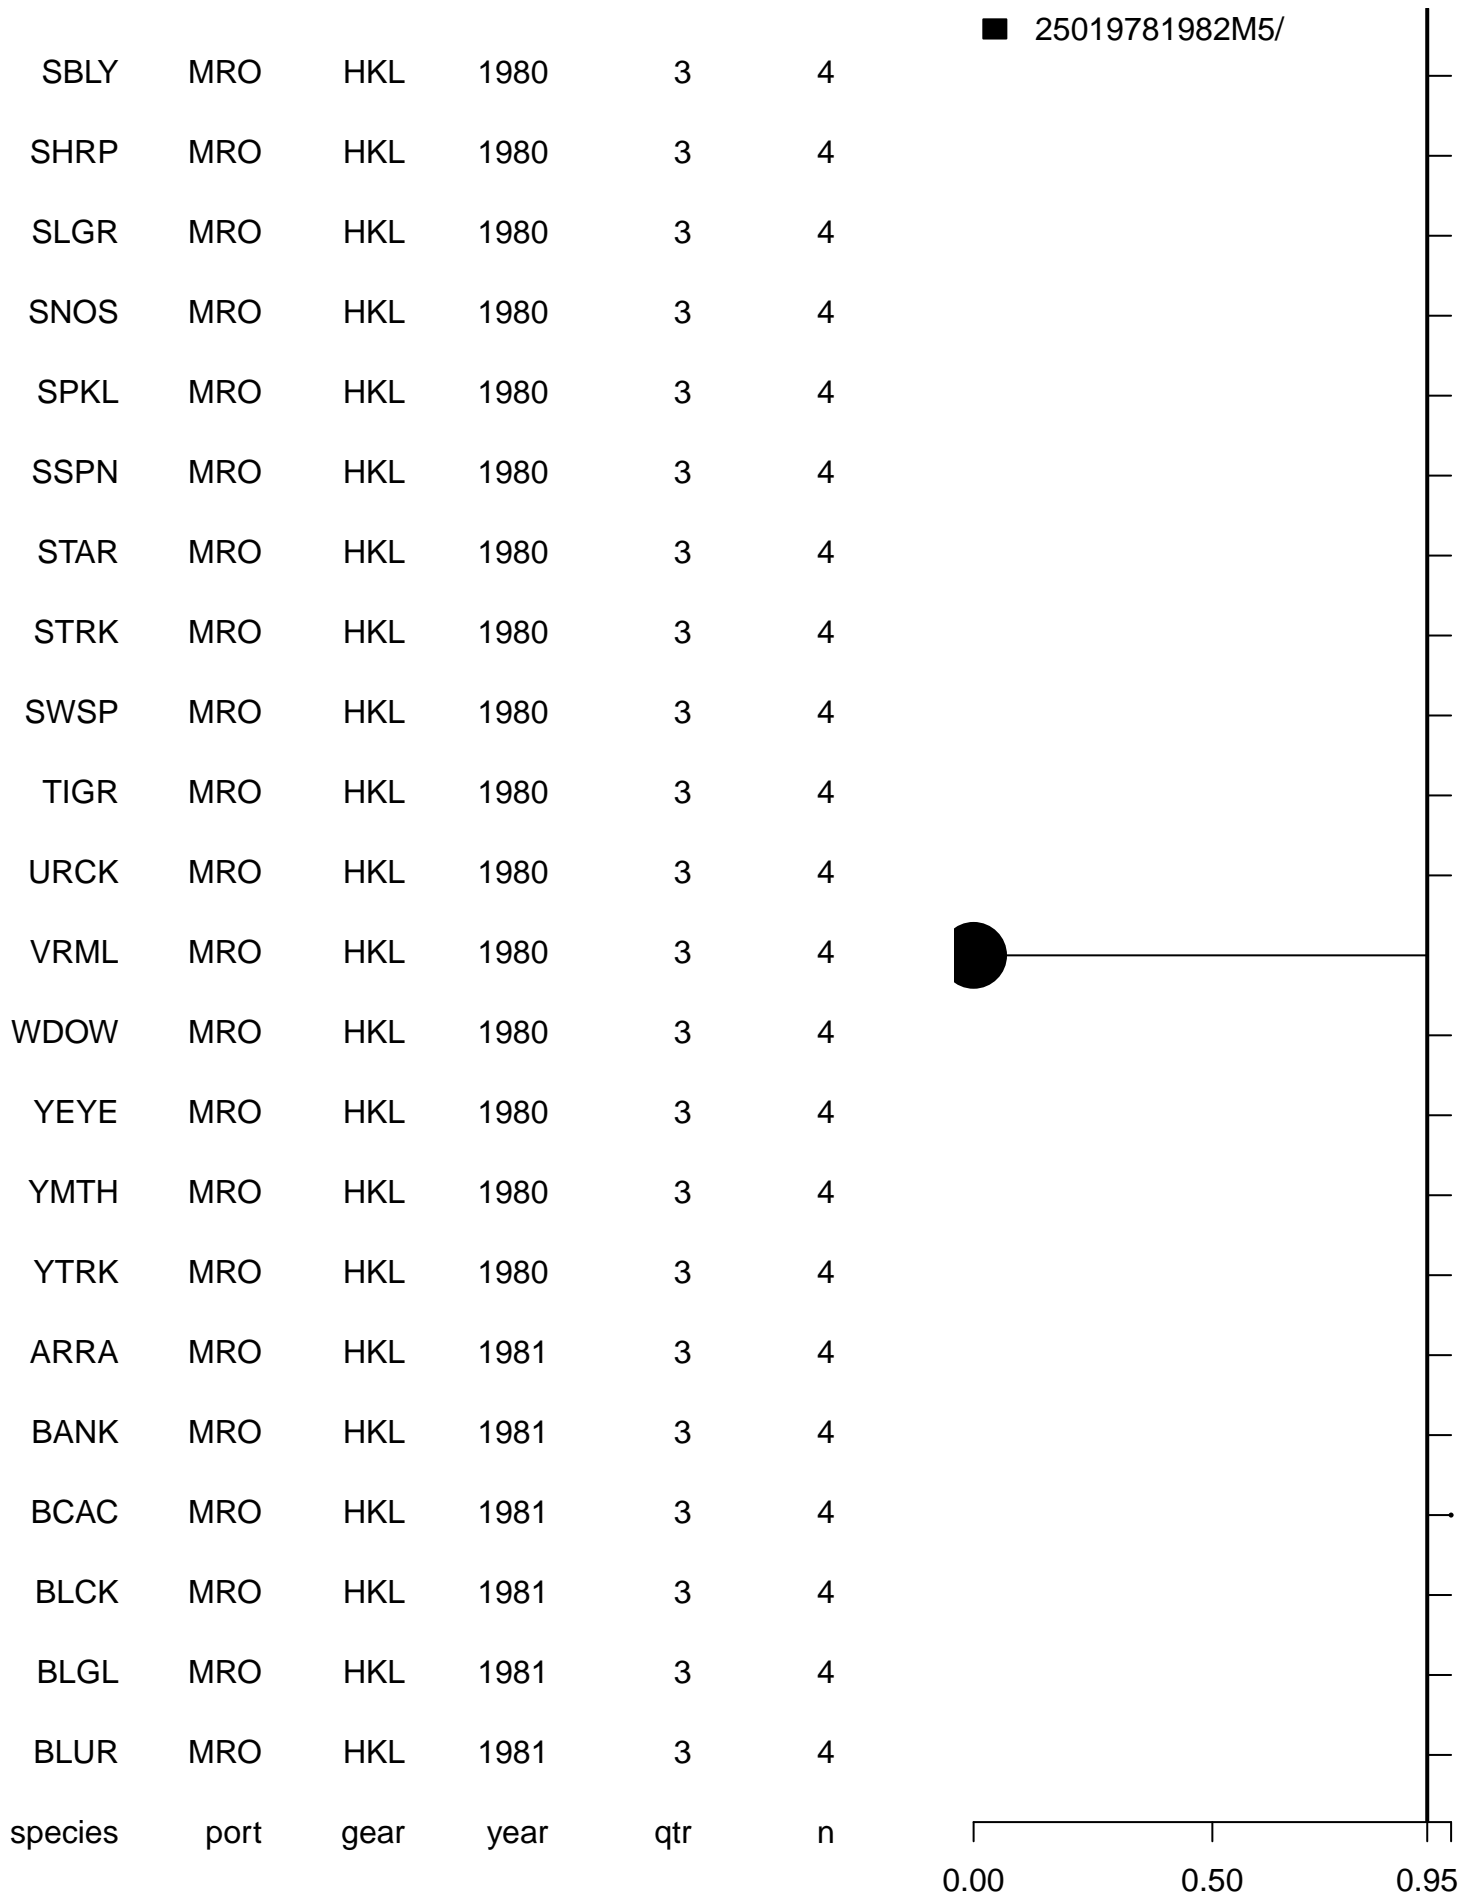 25019781982M5/
SBLY MRO HKL 1980 3 4
SHRP MRO HKL 1980 3 4
SLGR MRO HKL 1980 3 4
SNOS MRO HKL 1980 3 4
SPKL MRO HKL 1980 3 4
SSPN MRO HKL 1980 3 4
STAR MRO HKL 1980 3 4
STRK MRO HKL 1980 3 4
SWSP MRO HKL 1980 3 4
TIGR MRO HKL 1980 3 4
URCK MRO HKL 1980 3 4
VRML MRO HKL 1980 3 4
WDOW MRO HKL 1980 3 4
YEYE MRO HKL 1980 3 4
YMTH MRO HKL 1980 3 4
YTRK MRO HKL 1980 3 4
ARRA MRO HKL 1981 3 4
BANK MRO HKL 1981 3 4
BCAC MRO HKL 1981 3 4
BLCK MRO HKL 1981 3 4
BLGL MRO HKL 1981 3 4
BLUR MRO HKL 1981 3 4
species port gear year qtr n
0.00 0.50 0.95